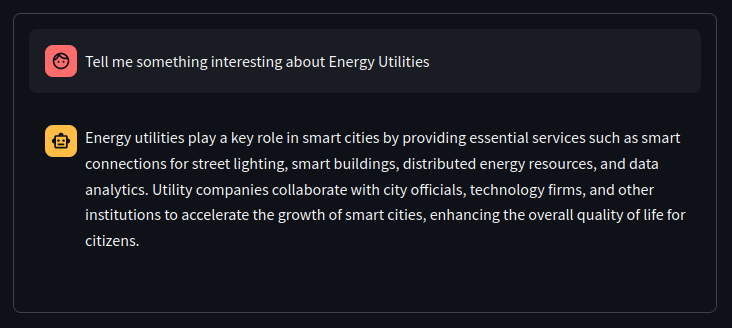 Tell me something interesting about Energy Utilities
Energy utilities play a key role in smart cities by providing essential services such as smart
connections for street lighting, smart buildings, distributed energy resources, and data
analytics. Utility companies collaborate with city officials, technology firms, and other
institutions to accelerate the growth of smart cities, enhancing the overall quality of life for
citizens.